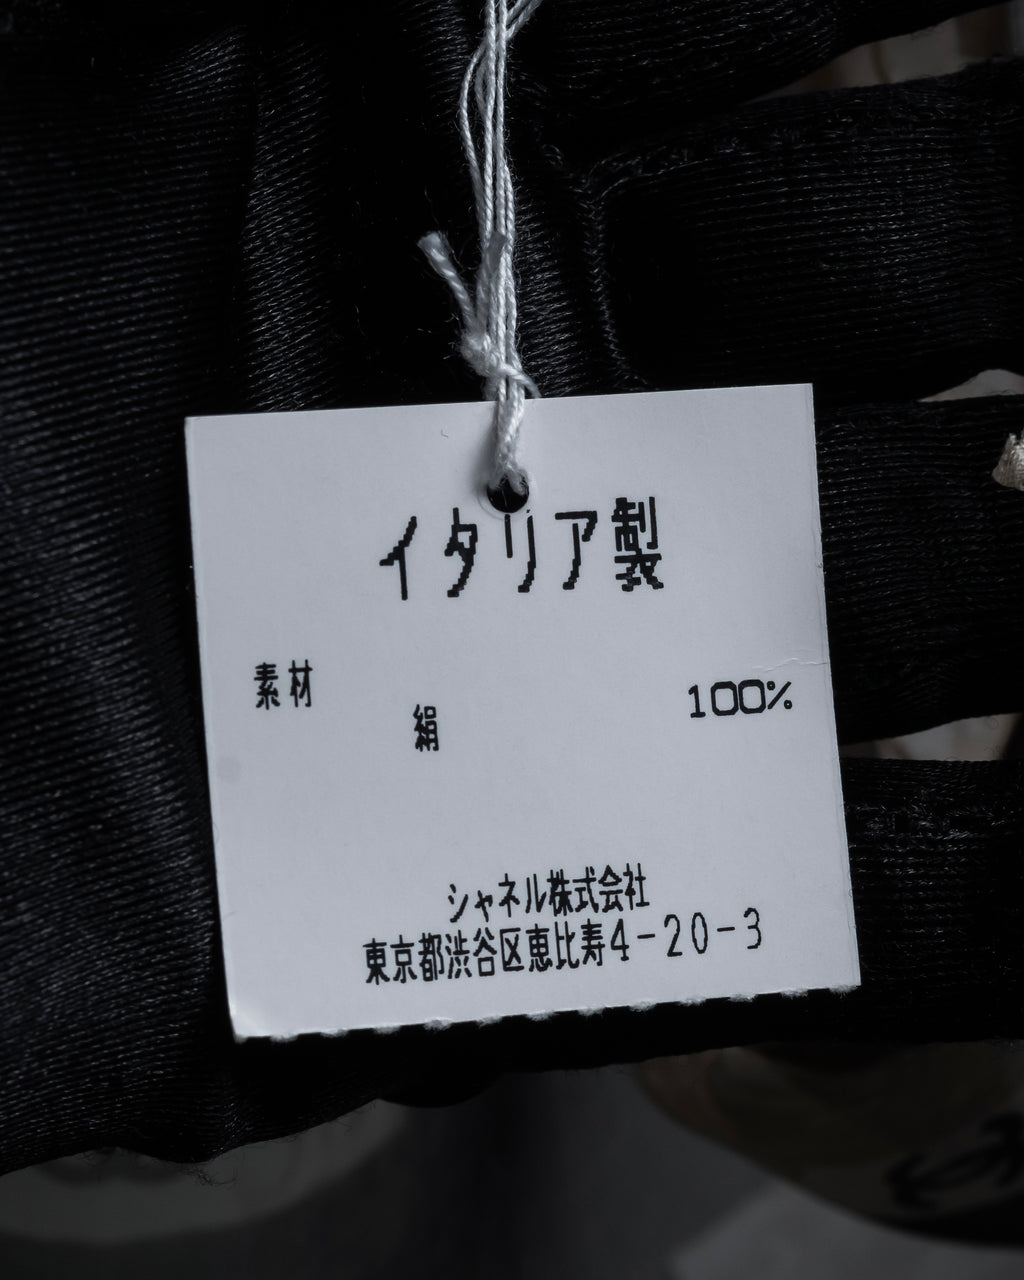 イタリア製
素材
絹 100%
シャネル株式会社
東京都渋谷区恵比寿4-20-3